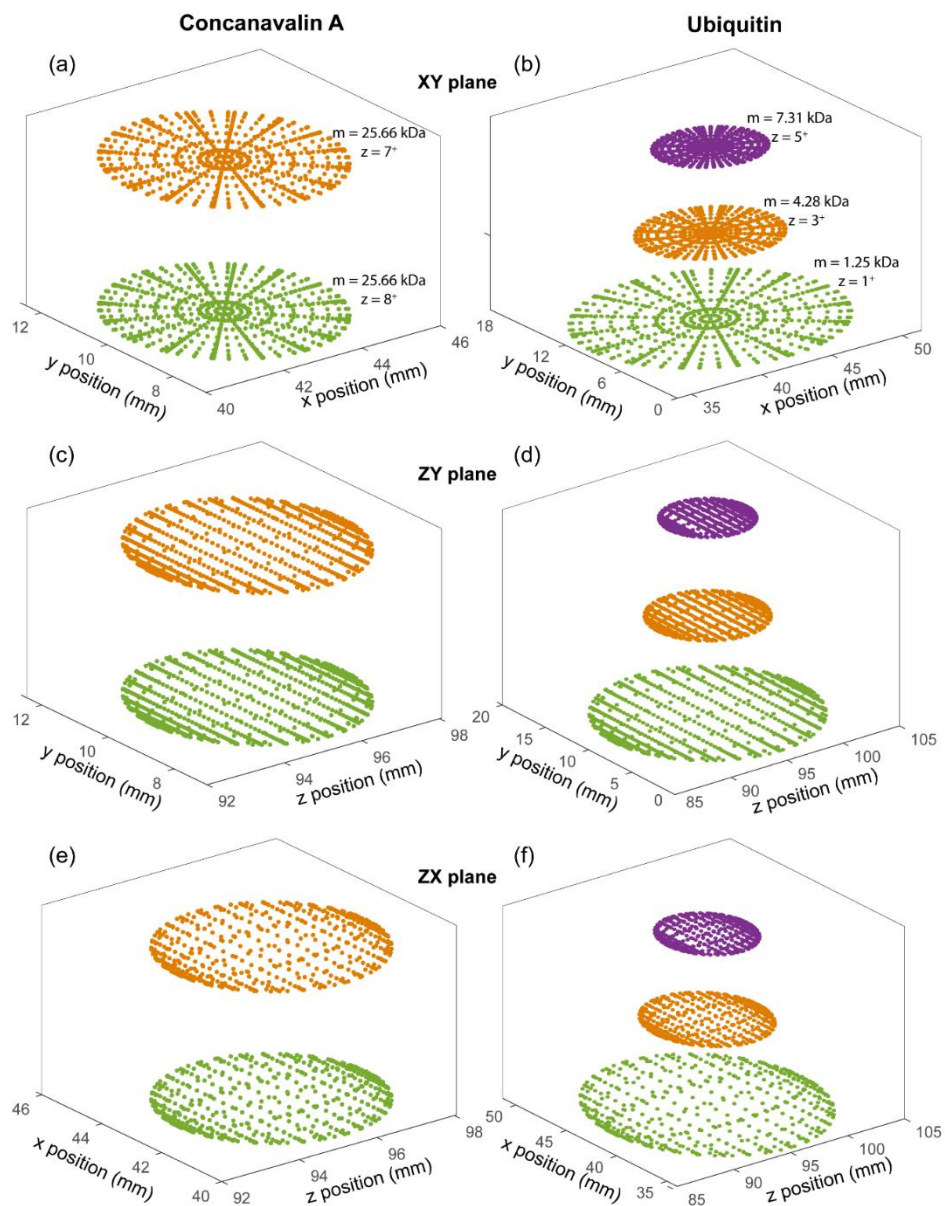 Concanavalin A
Ubiquitin
(a)
XY plane
(b)
m = 25.66 kDa
z = 7⁺
m = 25.66 kDa
z = 8⁺
m = 7.31 kDa
z = 5⁺
m = 4.28 kDa
z = 3⁺
m = 1.25 kDa
z = 1⁺
12
10
8
y position (mm)
40
42
44
46
x position (mm)
18
12
6
0
y position (mm)
35
40
45
50
x position (mm)
(c)
ZY plane
(d)
12
10
8
y position (mm)
92
94
96
98
z position (mm)
20
15
10
5
0
y position (mm)
85
90
95
100
105
z position (mm)
(e)
ZX plane
(f)
46
44
42
40
x position (mm)
92
94
96
98
z position (mm)
50
45
40
35
x position (mm)
85
90
95
100
105
z position (mm)